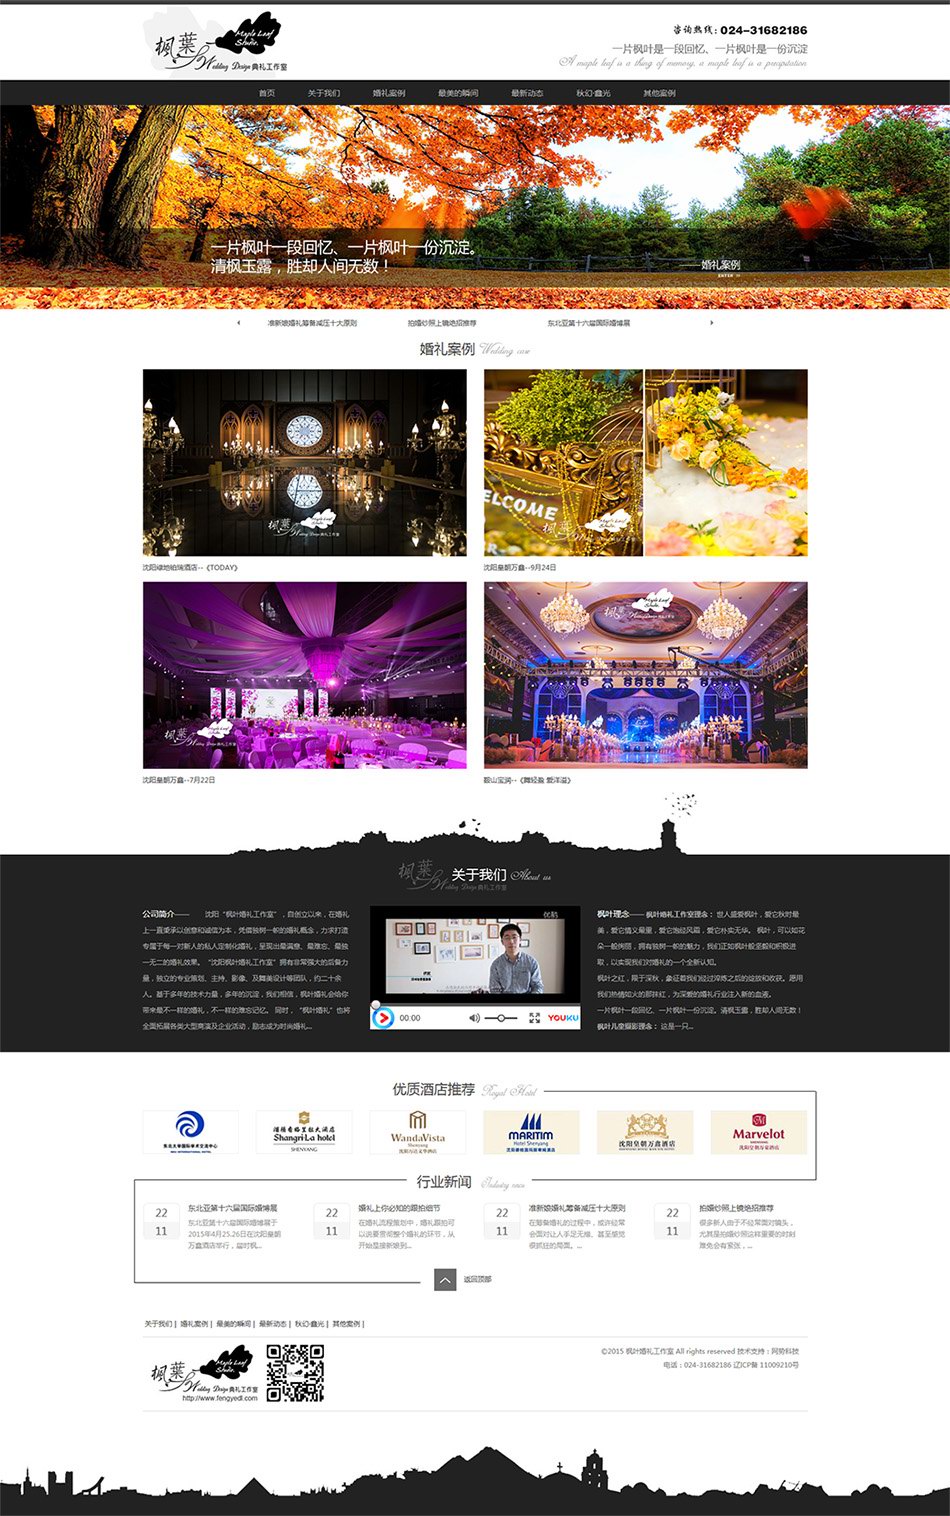 枫葉
Maple Leaf
Studio.
Wedding Design 典礼工作室
咨询热线: 024-31682186
一片枫叶是一段回忆、一片枫叶是一份沉淀
A maple leaf is a thing of memory, a maple leaf is a precipitation
首页 关于我们 婚礼案例 最美的瞬间 最新动态 秋幻·鑫光 其他案例
一片枫叶一段回忆、一片枫叶一份沉淀。
清枫玉露，胜却人间无数！
婚礼案例
ENTER >>
准新娘婚礼筹备减压十大原则 拍婚纱照上镜绝招推荐 东北亚第十六届国际婚博展
婚礼案例 Wedding case
WELCOME
沈阳绿地铂瑞酒店--《TODAY》
沈阳皇朝万鑫--9月24日
沈阳皇朝万鑫--7月22日
鞍山宝润--《舞轻盈 爱洋溢》
枫葉 关于我们 About us
Wedding Design 典礼工作室
公司简介—— 沈阳“枫叶婚礼工作室”，自创立以来，在婚礼
上一直秉承以创意和诚信为本，凭借独树一帜的婚礼概念，力求打造
专属于每一对新人的私人定制化婚礼，呈现出最满意、最难忘、最独
一无二的婚礼效果。“沈阳枫叶婚礼工作室”拥有非常强大的后备力
量，独立的专业策划、主持、影像、及舞美设计等团队，约二十余
人。基于多年的技术力量，多年的沉淀，我们相信，枫叶婚礼会给你
带来最不一样的婚礼，不一样的难忘记忆。 同时，“枫叶婚礼”也将
全面拓展各类大型商演及企业活动，励志成为时尚婚礼...
优酷
00:00
YOUKU
枫叶理念—— 枫叶婚礼工作室理念： 世人盛爱枫叶，爱它秋时最
美，爱它情义最重，爱它饱经风霜，爱它朴实无华。 枫叶，可以如花
朵一般绚丽，拥有独树一帜的魅力，我们正如枫叶般坚毅和积极进
取，以实现我们对婚礼的一个全新认知。
枫叶之红，限于深秋，象征着我们经过淬炼之后的绽放和收获。愿用
我们热情如火的那抹红，为深爱的婚礼行业注入新的血液。
一片枫叶一段回忆、一片枫叶一份沉淀。清枫玉露，胜却人间无数！
枫叶儿童摄影理念： 这是一只...
优质酒店推荐 Royal Hotel
东北大学国际学术交流中心
NEU INTERNATIONAL HOTEL
Shangri-La hotel
SHENYANG
WANDA VISTA
Shenyang
沈阳万达文华酒店
MARITIM
Hotel Shenyang
沈阳皇朝万鑫酒店
Marvelot
行业新闻 Industry news
22
11
东北亚第十六届国际婚博展
东北亚第十六届国际婚博展于
2015年4月25.26日在沈阳皇朝
万鑫酒店举行，届时枫...
22
11
婚礼上你必知的跟拍细节
在婚礼流程策划中，婚礼跟拍可
以说要贯彻整个婚礼的环节，从
开始至接新娘到...
22
11
准新娘婚礼筹备减压十大原则
在筹备婚礼的过程中，或许经常
会面对让人手足无措、甚至感觉
很抓狂的局面。...
22
11
拍婚纱照上镜绝招推荐
很多新人由于不经常面对镜头，
尤其是拍婚纱照这样重要的时刻
难免会有紧张，...
返回顶部
关于我们 | 婚礼案例 | 最美的瞬间 | 最新动态 | 秋幻·鑫光 | 其他案例 |
枫葉
Maple Leaf
Studio.
Wedding Design 典礼工作室
http://www.fengyedl.com
©2015 枫叶婚礼工作室 All rights reserved 技术支持：网势科技
电话：024-31682186 辽ICP备 11009210号